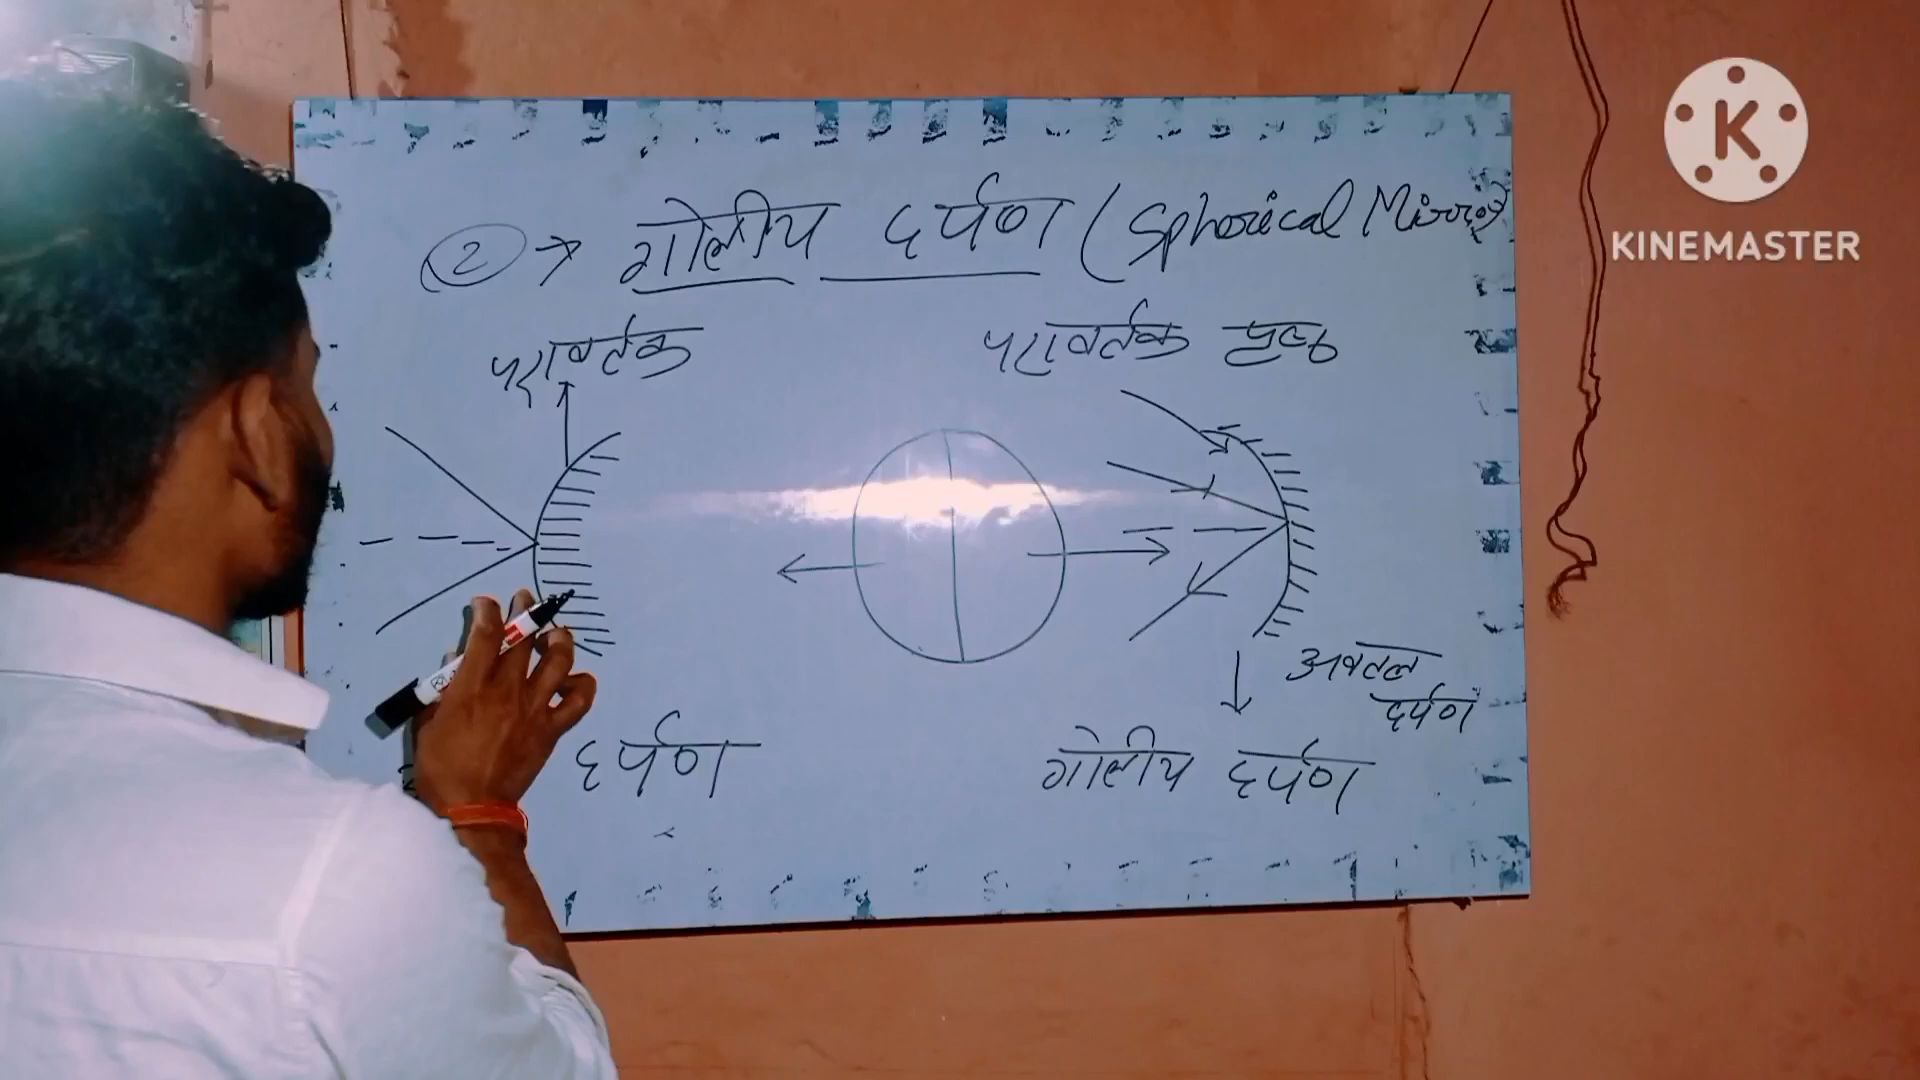 ② → गोलीय दर्पण (Spherical Mirror)
K
KINEMASTER
परावर्तक
परावर्तक पृष्ठ
अवतल
दर्पण
दर्पण
गोलीय दर्पण